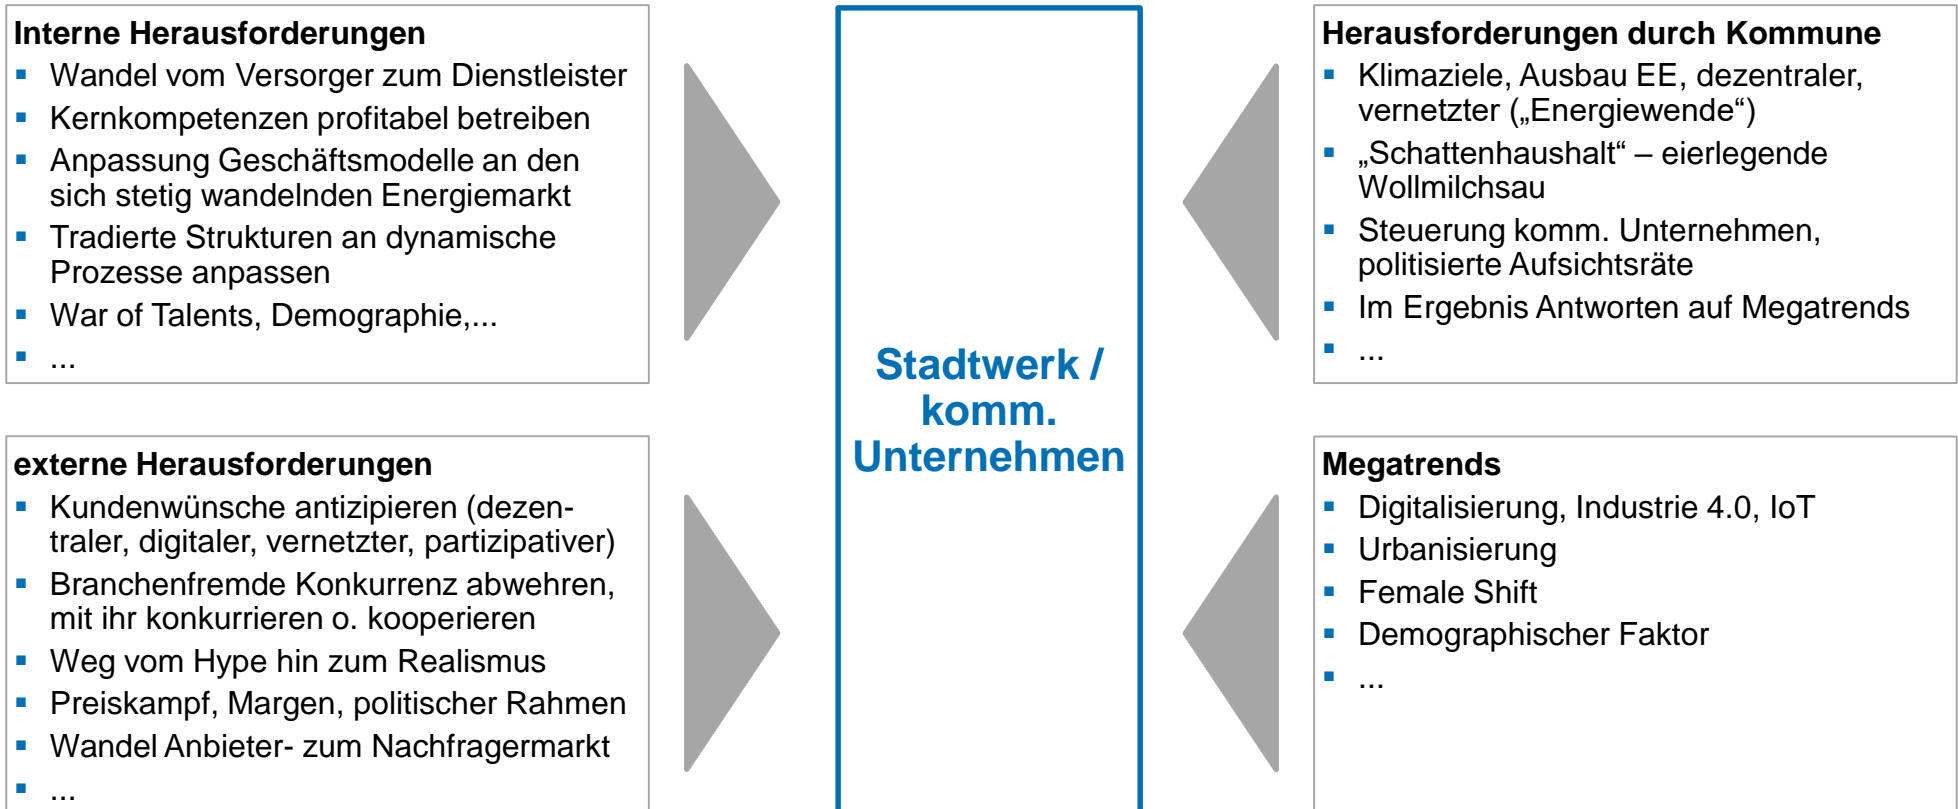 Interne Herausforderungen
▪ Wandel vom Versorger zum Dienstleister
▪ Kernkompetenzen profitabel betreiben
▪ Anpassung Geschäftsmodelle an den
sich stetig wandelnden Energiemarkt
▪ Tradierte Strukturen an dynamische
Prozesse anpassen
▪ War of Talents, Demographie,...
▪ ...
externe Herausforderungen
▪ Kundenwünsche antizipieren (dezen-
traler, digitaler, vernetzter, partizipativer)
▪ Branchenfremde Konkurrenz abwehren,
mit ihr konkurrieren o. kooperieren
▪ Weg vom Hype hin zum Realismus
▪ Preiskampf, Margen, politischer Rahmen
▪ Wandel Anbieter- zum Nachfragermarkt
▪ ...
Stadtwerk /
komm.
Unternehmen
Herausforderungen durch Kommune
▪ Klimaziele, Ausbau EE, dezentraler,
vernetzter („Energiewende“)
▪ „Schattenhaushalt“ – eierlegende
Wollmilchsau
▪ Steuerung komm. Unternehmen,
politisierte Aufsichtsräte
▪ Im Ergebnis Antworten auf Megatrends
▪ ...
Megatrends
▪ Digitalisierung, Industrie 4.0, IoT
▪ Urbanisierung
▪ Female Shift
▪ Demographischer Faktor
▪ ...